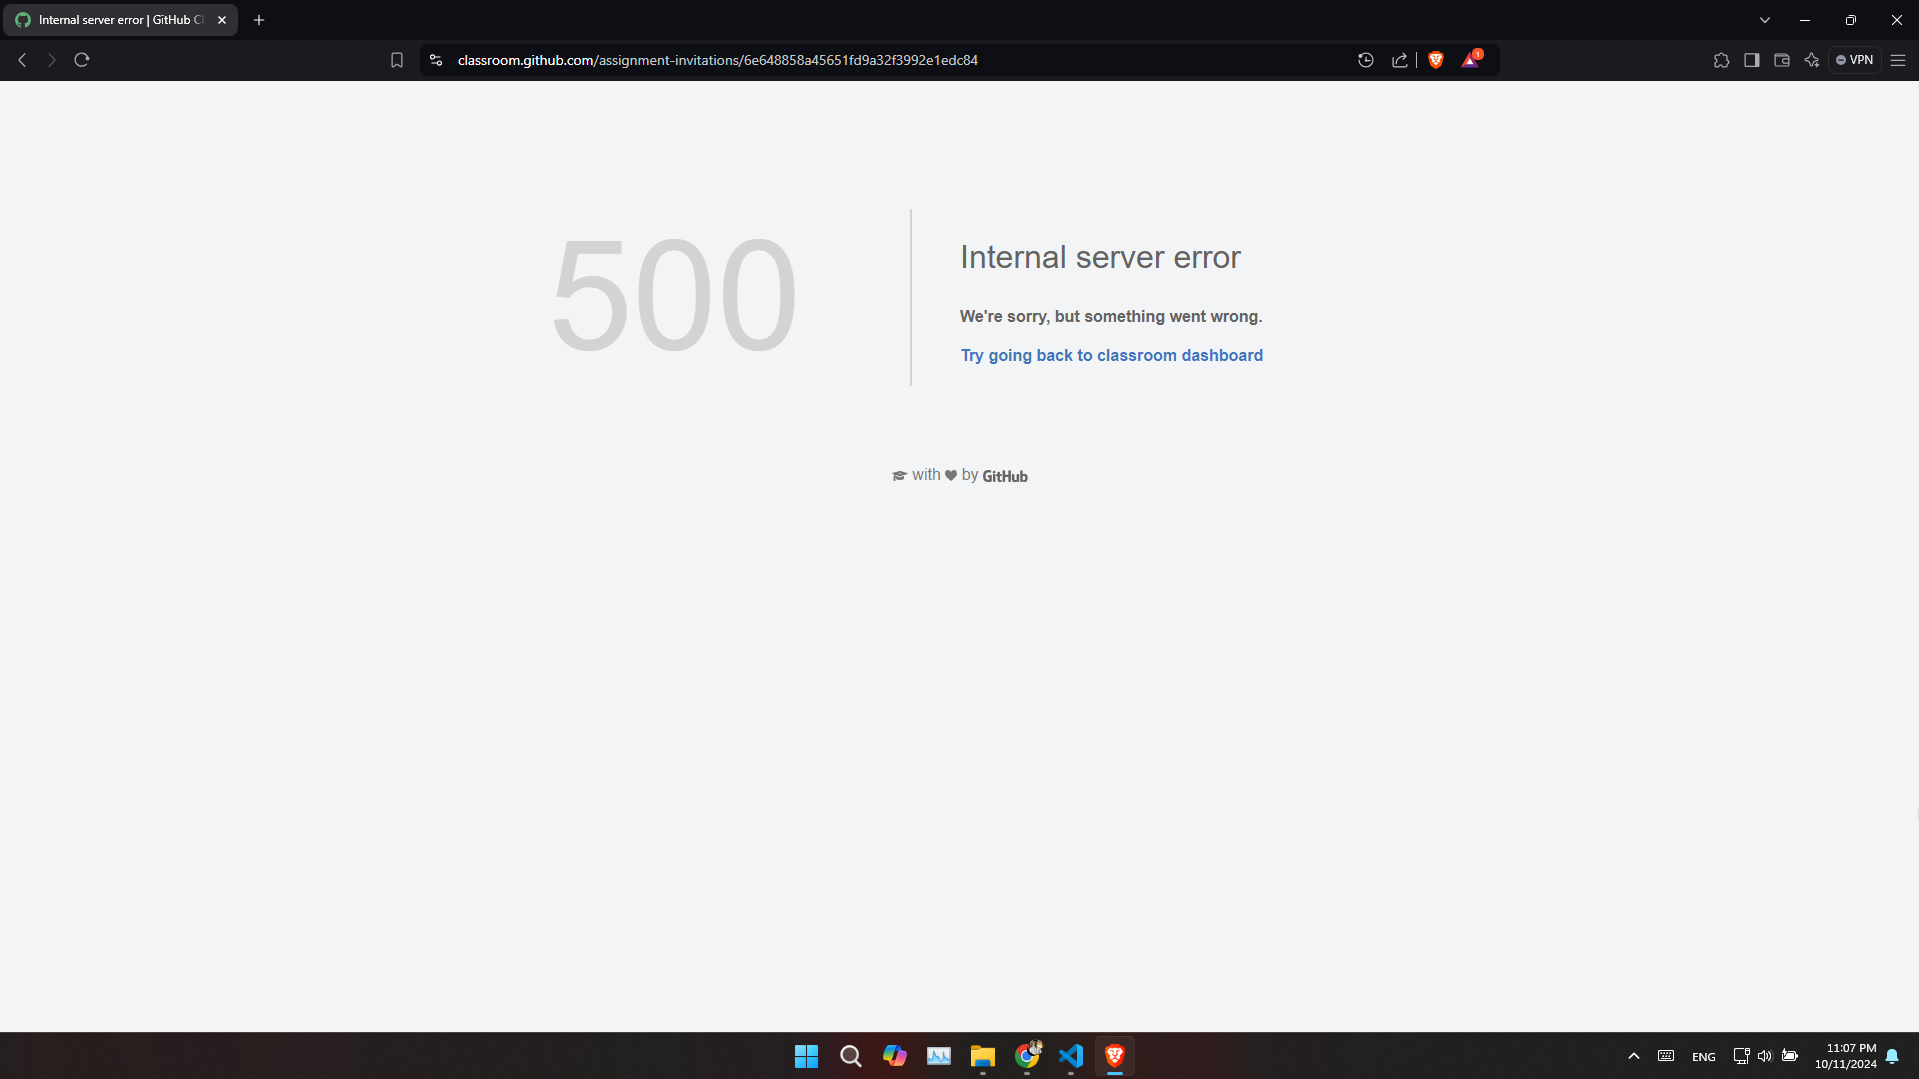 Internal server error | GitHub Cl
classroom.github.com/assignment-invitations/6e648858a45651fd9a32f3992e1edc84
1
VPN
500
Internal server error
We're sorry, but something went wrong.
Try going back to classroom dashboard
with ♥ by GitHub
ENG
11:07 PM
10/11/2024